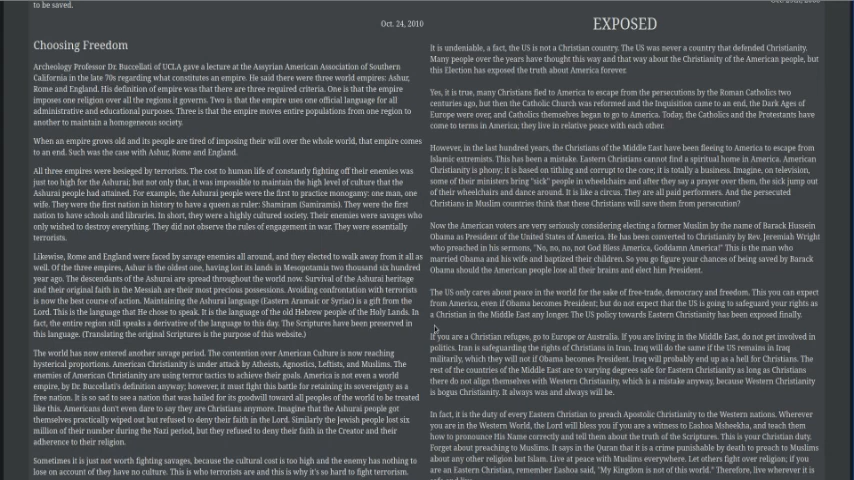 to be saved.
Oct. 24, 2010
Choosing Freedom
Archeology Professor Dr. Buccellati of UCLA gave a lecture at the Assyrian American Association of Southern
California in the late 70s regarding what constitutes an empire. He said there were three world empires: Ashur,
Rome and England. His definition of empire was that there are three required criteria. One is that the empire
imposes one religion over all the regions it governs. Two is that the empire uses one official language for all
administrative and educational purposes. Three is that the empire moves entire populations from one region to
another to maintain a homogeneous society.
When an empire grows old and its people are tired of imposing their will over the whole world, that empire comes
to an end. Such was the case with Ashur, Rome and England.
All three empires were besieged by terrorists. The cost to human life of constantly fighting off their enemies was
just too high for the Ashurai; but not only that, it was impossible to maintain the high level of culture that the
Ashurai people had attained. For example, the Ashurai people were the first to practice monogamy: one man, one
wife. They were the first nation in history to have a queen as ruler: Shamiram (Samiramis). They were the first
nation to have schools and libraries. In short, they were a highly cultured society. Their enemies were savages who
only wished to destroy everything. They did not observe the rules of engagement in war. They were essentially
terrorists.
Likewise, Rome and England were faced by savage enemies all around, and they elected to walk away from it all as
well. Of the three empires, Ashur is the oldest one, having lost its lands in Mesopotamia two thousand six hundred
year ago. The descendants of the Ashurai are spread throughout the world now. Survival of the Ashurai heritage
and their original faith in the Messiah are their most precious possessions. Avoiding confrontation with terrorists
is now the best course of action. Maintaining the Ashurai language (Eastern Aramaic or Syriac) is a gift from the
Lord. This is the language that He chose to speak. It is the language of the old Hebrew people of the Holy Lands. In
fact, the entire region still speaks a derivative of the language to this day. The Scriptures have been preserved in
this language. (Translating the original Scriptures is the purpose of this website.)
The world has now entered another savage period. The contention over American Culture is now reaching
hysterical proportions. American Christianity is under attack by Atheists, Agnostics, Leftists, and Muslims. The
enemies of American Christianity are using terror tactics to achieve their goals. America is not even a world
empire, by Dr. Buccellati's definition anyway; however, it must fight this battle for retaining its sovereignty as a
free nation. It is so sad to see a nation that was hailed for its goodwill toward all peoples of the world to be treated
like this. Americans don't even dare to say they are Christians anymore. Imagine that the Ashurai people got
themselves practically wiped out but refused to deny their faith in the Lord. Similarly the Jewish people lost six
million of their number during the Nazi period, but they refused to deny their faith in the Creator and their
adherence to their religion.
Sometimes it is just not worth fighting savages, because the cultural cost is too high and the enemy has nothing to
lose on account of they have no culture. This is who terrorists are and this is why it's so hard to fight terrorism.
EXPOSED
It is undeniable, a fact, the US is not a Christian country. The US was never a country that defended Christianity.
Many people over the years have thought this way and that way about the Christianity of the American people, but
this Election has exposed the truth about America forever.
Yes, it is true, many Christians fled to America to escape from the persecutions by the Roman Catholics two
centuries ago, but then the Catholic Church was reformed and the Inquisition came to an end, the Dark Ages of
Europe were over, and Catholics themselves began to go to America. Today, the Catholics and the Protestants have
come to terms in America; they live in relative peace with each other.
However, in the last hundred years, the Christians of the Middle East have been fleeing to America to escape from
Islamic extremists. This has been a mistake. Eastern Christians cannot find a spiritual home in America. American
Christianity is phony; it is based on tithing and corrupt to the core; it is totally a business. Imagine, on television,
some of their ministers bring "sick" people in wheelchairs and after they say a prayer over them, the sick jump out
of their wheelchairs and dance around. It is like a circus. They are all paid performers. And the persecuted
Christians in Muslim countries think that these Christians will save them from persecution?
Now the American voters are very seriously considering electing a former Muslim by the name of Barack Hussein
Obama as President of the United States of America. He has been converted to Christianity by Rev. Jeremiah Wright
who preached in his sermons, "No, no, no, not God Bless America, Goddamn America!" This is the man who
married Obama and his wife and baptized their children. So you go figure your chances of being saved by Barack
Obama should the American people lose all their brains and elect him President.
The US only cares about peace in the world for the sake of free-trade, democracy and freedom. This you can expect
from America, even if Obama becomes President; but do not expect that the US is going to safeguard your rights as
a Christian in the Middle East any longer. The US policy towards Eastern Christianity has been exposed finally.
If you are a Christian refugee, go to Europe or Australia. If you are living in the Middle East, do not get involved in
politics. Iran is safeguarding the rights of Christians in Iran. Iraq will do the same if the US remains in Iraq
militarily, which they will not if Obama becomes President. Iraq will probably end up as a hell for Christians. The
rest of the countries of the Middle East are to varying degrees safe for Eastern Christianity as long as Christians
there do not align themselves with Western Christianity, which is a mistake anyway, because Western Christianity
is bogus Christianity. It always was and always will be.
In fact, it is the duty of every Eastern Christian to preach Apostolic Christianity to the Western nations. Wherever
you are in the Western World, the Lord will bless you if you are a witness to Eashoa Msheekha, and teach them
how to pronounce His Name correctly and tell them about the truth of the Scriptures. This is your Christian duty.
Forget about preaching to Muslims. It says in the Quran that it is a crime punishable by death to preach to Muslims
about any other religion but Islam. Live at peace with Muslims everywhere. Let others fight over religion; if you
are an Eastern Christian, remember Eashoa said, "My Kingdom is not of this world." Therefore, live wherever it is